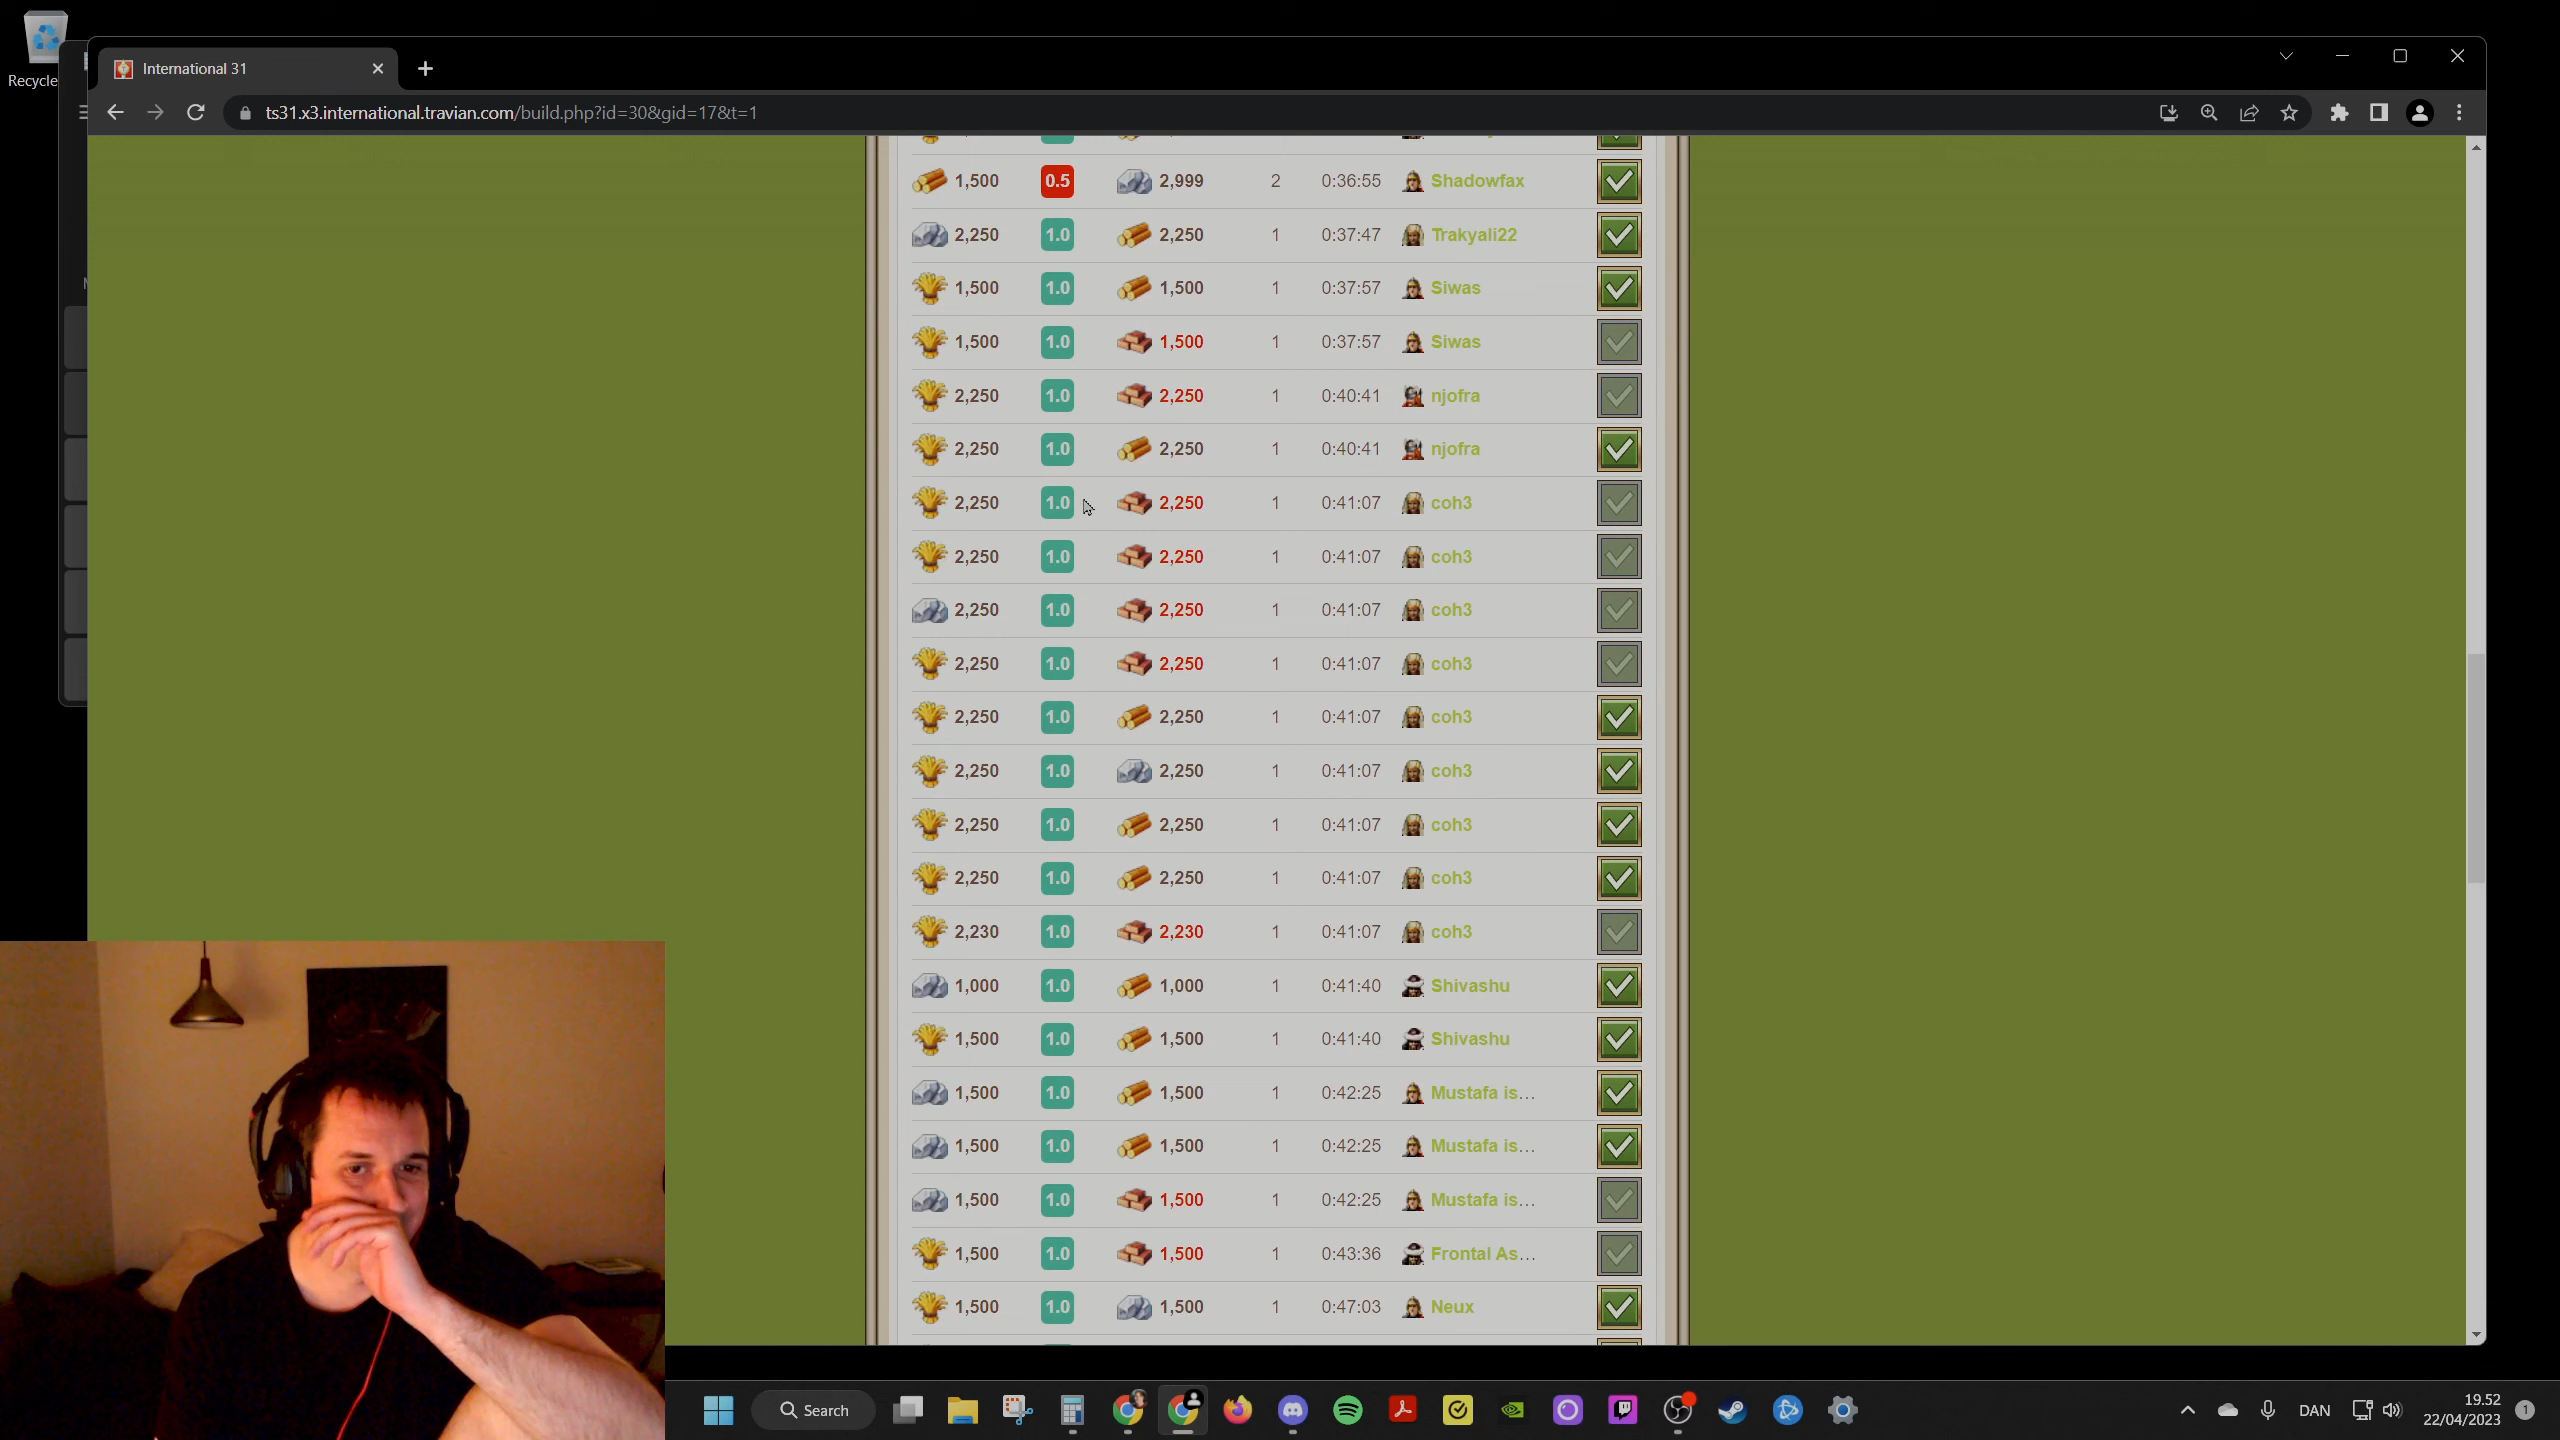 Recycle
International 31
ts31.x3.international.travian.com/build.php?id=30&gid=17&t=1
1,500 0.5 2,999 2 0:36:55 Shadowfax
2,250 1.0 2,250 1 0:37:47 Trakyali22
1,500 1.0 1,500 1 0:37:57 Siwas
1,500 1.0 1,500 1 0:37:57 Siwas
2,250 1.0 2,250 1 0:40:41 njofra
2,250 1.0 2,250 1 0:40:41 njofra
2,250 1.0 2,250 1 0:41:07 coh3
2,250 1.0 2,250 1 0:41:07 coh3
2,250 1.0 2,250 1 0:41:07 coh3
2,250 1.0 2,250 1 0:41:07 coh3
2,250 1.0 2,250 1 0:41:07 coh3
2,250 1.0 2,250 1 0:41:07 coh3
2,250 1.0 2,250 1 0:41:07 coh3
2,250 1.0 2,250 1 0:41:07 coh3
2,230 1.0 2,230 1 0:41:07 coh3
1,000 1.0 1,000 1 0:41:40 Shivashu
1,500 1.0 1,500 1 0:41:40 Shivashu
1,500 1.0 1,500 1 0:42:25 Mustafa is...
1,500 1.0 1,500 1 0:42:25 Mustafa is...
1,500 1.0 1,500 1 0:42:25 Mustafa is...
1,500 1.0 1,500 1 0:43:36 Frontal As...
1,500 1.0 1,500 1 0:47:03 Neux
Search
DAN
19.52
22/04/2023
1